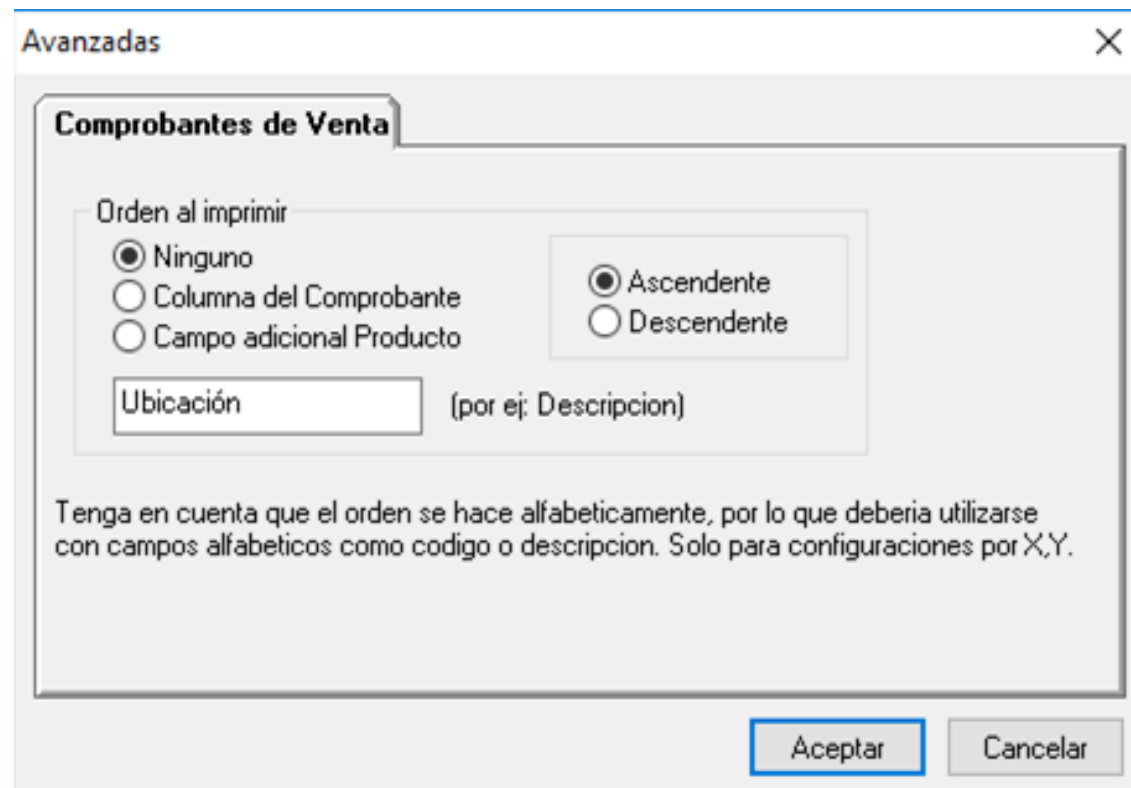 Avanzadas
Comprobantes de Venta
Orden al imprimir
Ninguno
Columna del Comprobante
Campo adicional Producto
Ascendente
Descendente
Ubicación
(por ej: Descripcion)
Tenga en cuenta que el orden se hace alfabeticamente, por lo que deberia utilizarse
con campos alfabeticos como codigo o descripcion. Solo para configuraciones por X,Y.
Aceptar
Cancelar